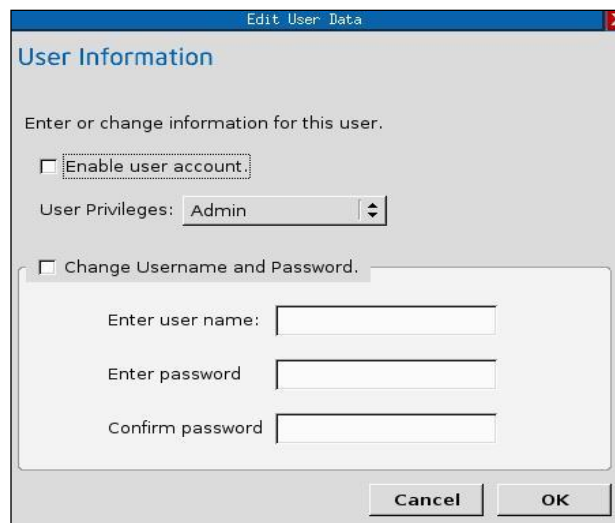 Edit User Data
User Information
Enter or change information for this user.
Enable user account.
User Privileges: Admin
Change Username and Password.
Enter user name:
Enter password
Confirm password
Cancel OK